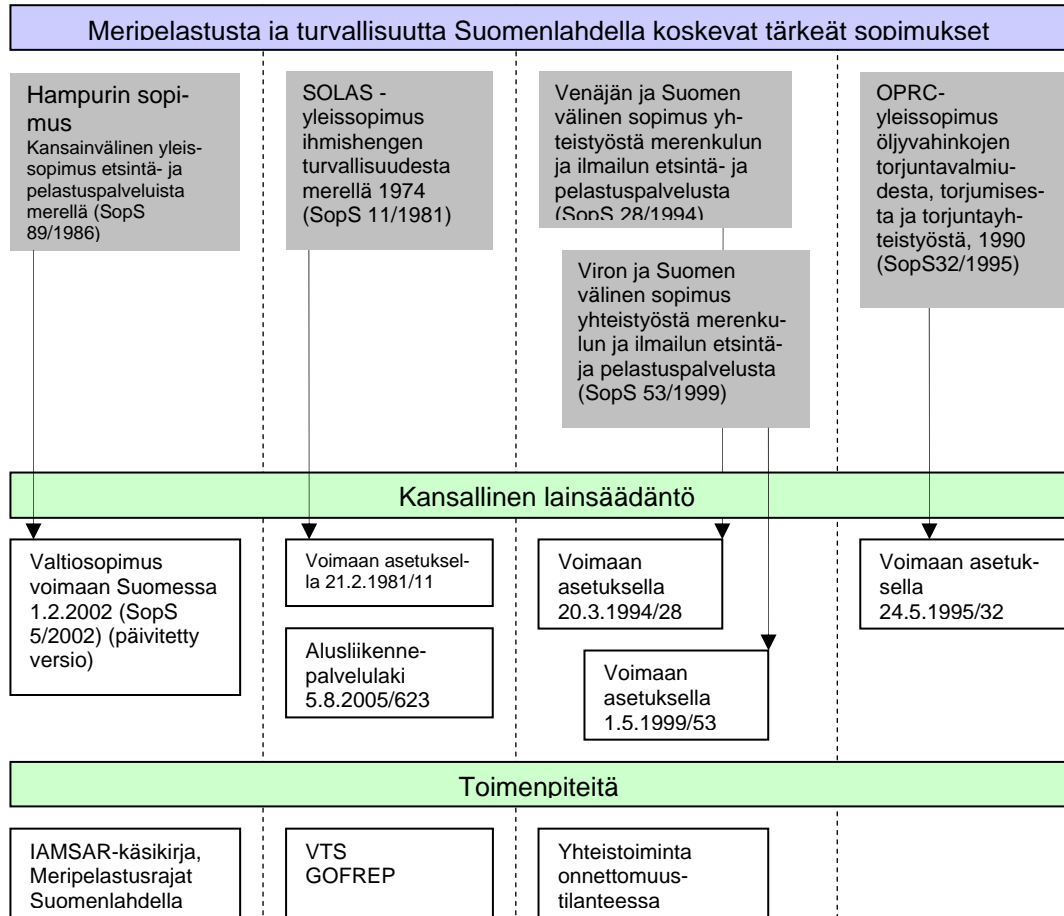 Meripelastusta ja turvallisuutta Suomenlahdella koskevat tärkeät sopimukset
Hampurin sopi-
mus
Kansainvälinen yleis-
sopimus etsintä- ja
pelastuspalveluista
merellä (SopS
89/1986)
SOLAS -
yleissopimus
ihmishengen
turvallisuudesta
merellä 1974
(SopS 11/1981)
Venäjän ja Suomen
välinen sopimus yh-
teistyöstä merenkulun
ja ilmailun etsintä- ja
pelastuspalvelusta
(SopS 28/1994)
Viron ja Suomen
välinen sopimus
yhteistyöstä merenku-
lun ja ilmailun etsintä-
ja pelastuspalvelusta
(SopS 53/1999)
OPRC-
yleissopimus
öljyvahinkojen
torjuntavalmiu-
desta, torjumises-
ta ja torjuntayh-
teistyöstä, 1990
(SopS32/1995)
Kansallinen lainsäädäntö
Valtiosopimus
voimaan Suomessa
1.2.2002 (SopS
5/2002) (päivitetty
versio)
Voimaan asetuksel-
la 21.2.1981/11
Alusliikenne-
palvelulaki
5.8.2005/623
Voimaan
asetuksella
20.3.1994/28
Voimaan
asetuksella
1.5.1999/53
Voimaan asetuk-
sella
24.5.1995/32
Toimenpiteitä
IAMSAR-käsikirja,
Meripelastusrajat
Suomenlahdella
VTS
GOFREP
Yhteistoiminta
onnettomuus-
tilanteessa